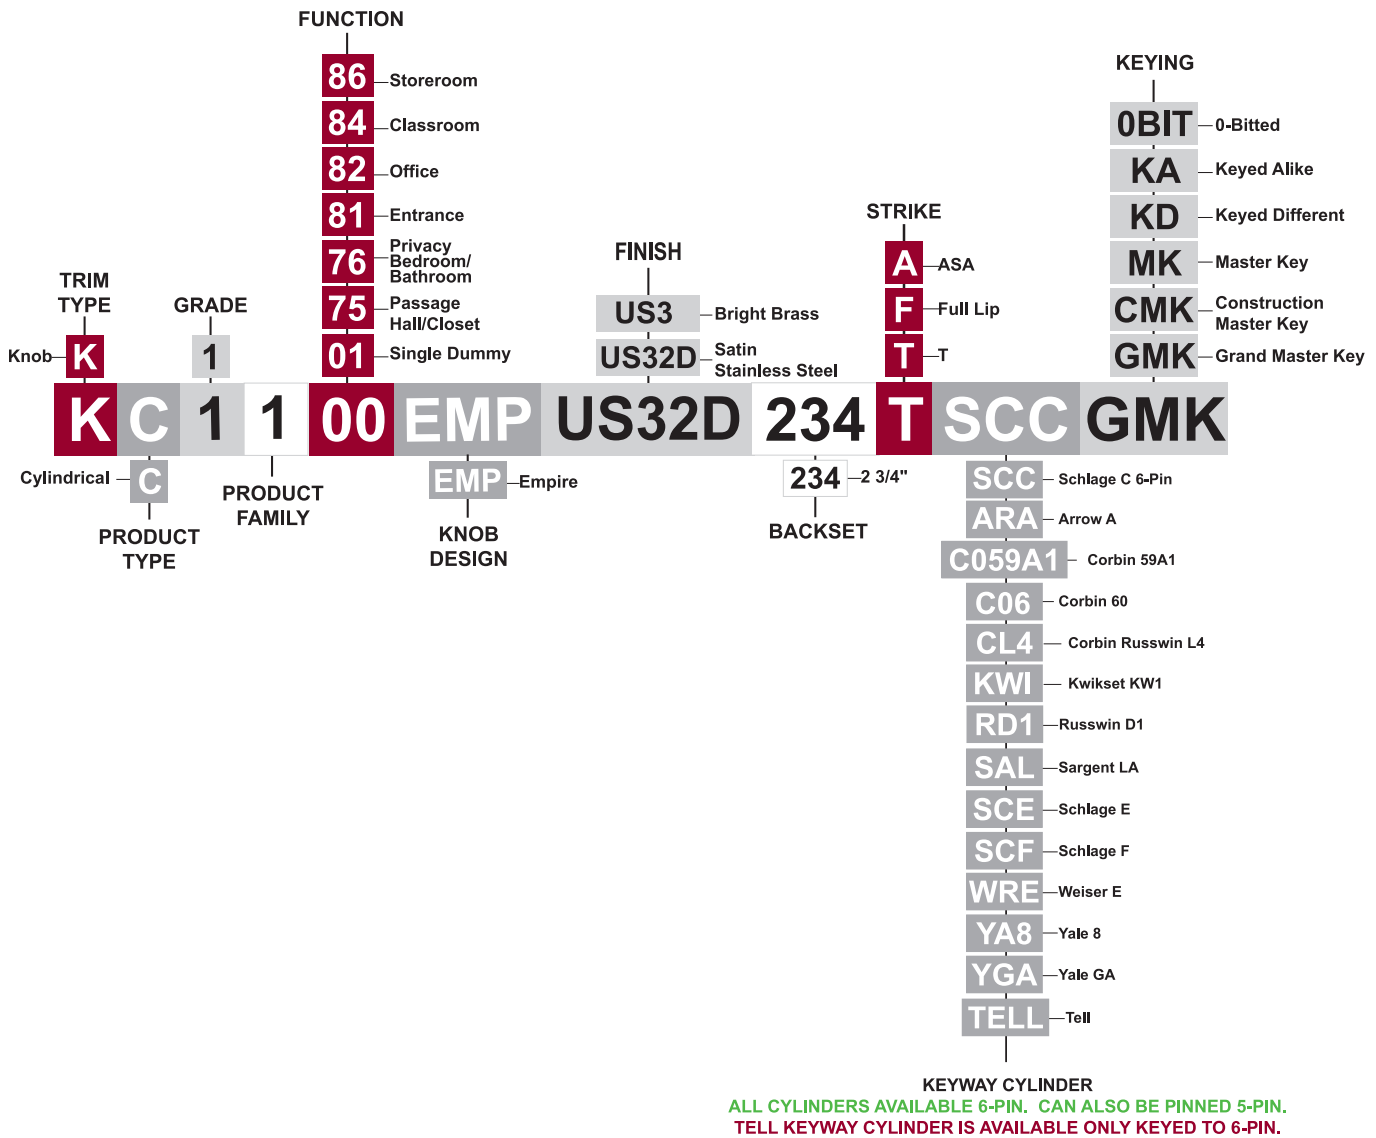 FUNCTION
86 Storeroom
84 Classroom
82 Office
81 Entrance
76 Privacy
Bedroom/
Bathroom
75 Passage
Hall/Closet
01 Single Dummy
TRIM
TYPE
Knob K
GRADE
1
FINISH
US3 Bright Brass
US32D Satin
Stainless Steel
STRIKE
A ASA
F Full Lip
T T
KEYING
0BIT 0-Bitted
KA Keyed Alike
KD Keyed Different
MK Master Key
CMK Construction
Master Key
GMK Grand Master Key
K C 1 1 00 EMP US32D 234 T SCC GMK
Cylindrical C
PRODUCT
TYPE
PRODUCT
FAMILY
EMP Empire
KNOB
DESIGN
234 2 3/4"
BACKSET
SCC Schlage C 6-Pin
ARA Arrow A
C059A1 Corbin 59A1
C06 Corbin 60
CL4 Corbin Russwin L4
KWI Kwikset KW1
RD1 Russwin D1
SAL Sargent LA
SCE Schlage E
SCF Schlage F
WRE Weiser E
YA8 Yale 8
YGA Yale GA
TELL Tell
KEYWAY CYLINDER
ALL CYLINDERS AVAILABLE 6-PIN. CAN ALSO BE PINNED 5-PIN.
TELL KEYWAY CYLINDER IS AVAILABLE ONLY KEYED TO 6-PIN.